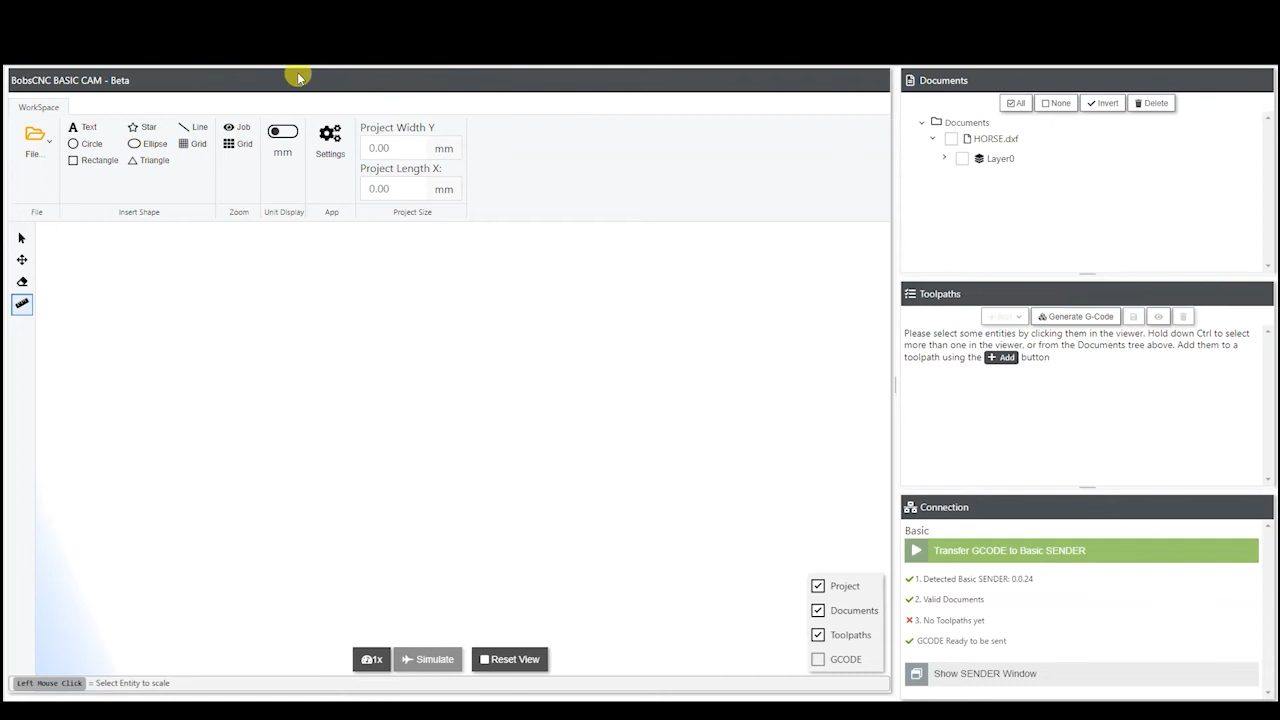 BobsCNC BASIC CAM - Beta
WorkSpace
File...
Text
Star
Line
Circle
Ellipse
Grid
Rectangle
Triangle
Job
Grid
mm
Settings
Project Width Y
0.00 mm
Project Length X:
0.00 mm
File
Insert Shape
Zoom
Unit Display
App
Project Size
Project
Documents
Toolpaths
GCODE
1x
Simulate
Reset View
Left Mouse Click = Select Entity to scale
Documents
All
None
Invert
Delete
Documents
HORSE.dxf
Layer0
Toolpaths
+ Add
Generate G-Code
Please select some entities by clicking them in the viewer. Hold down Ctrl to select
more than one in the viewer, or from the Documents tree above. Add them to a
toolpath using the + Add button
Connection
Basic
Transfer GCODE to Basic SENDER
1. Detected Basic SENDER: 0.0.24
2. Valid Documents
3. No Toolpaths yet
GCODE Ready to be sent
Show SENDER Window